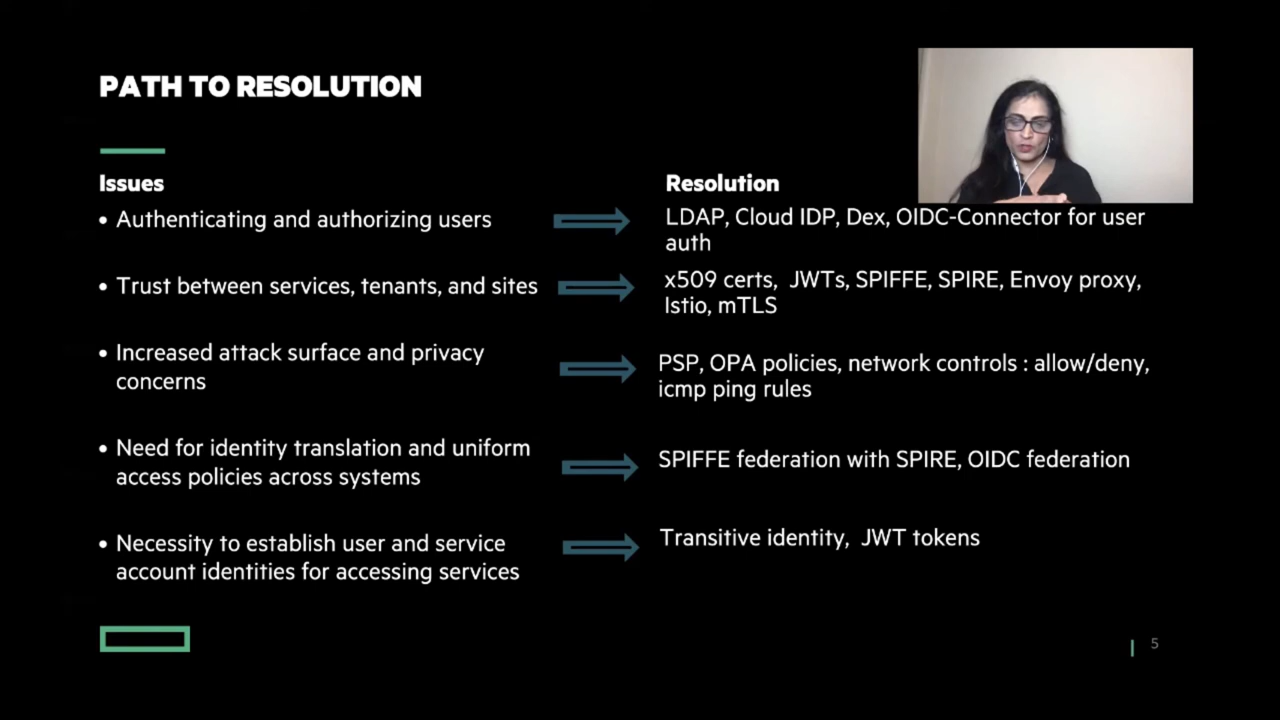 PATH TO RESOLUTION
Issues
Resolution
• Authenticating and authorizing users
LDAP, Cloud IDP, Dex, OIDC-Connector for user
auth
• Trust between services, tenants, and sites
x509 certs, JWTs, SPIFFE, SPIRE, Envoy proxy,
Istio, mTLS
• Increased attack surface and privacy
concerns
PSP, OPA policies, network controls : allow/deny,
icmp ping rules
• Need for identity translation and uniform
access policies across systems
SPIFFE federation with SPIRE, OIDC federation
• Necessity to establish user and service
account identities for accessing services
Transitive identity, JWT tokens
5